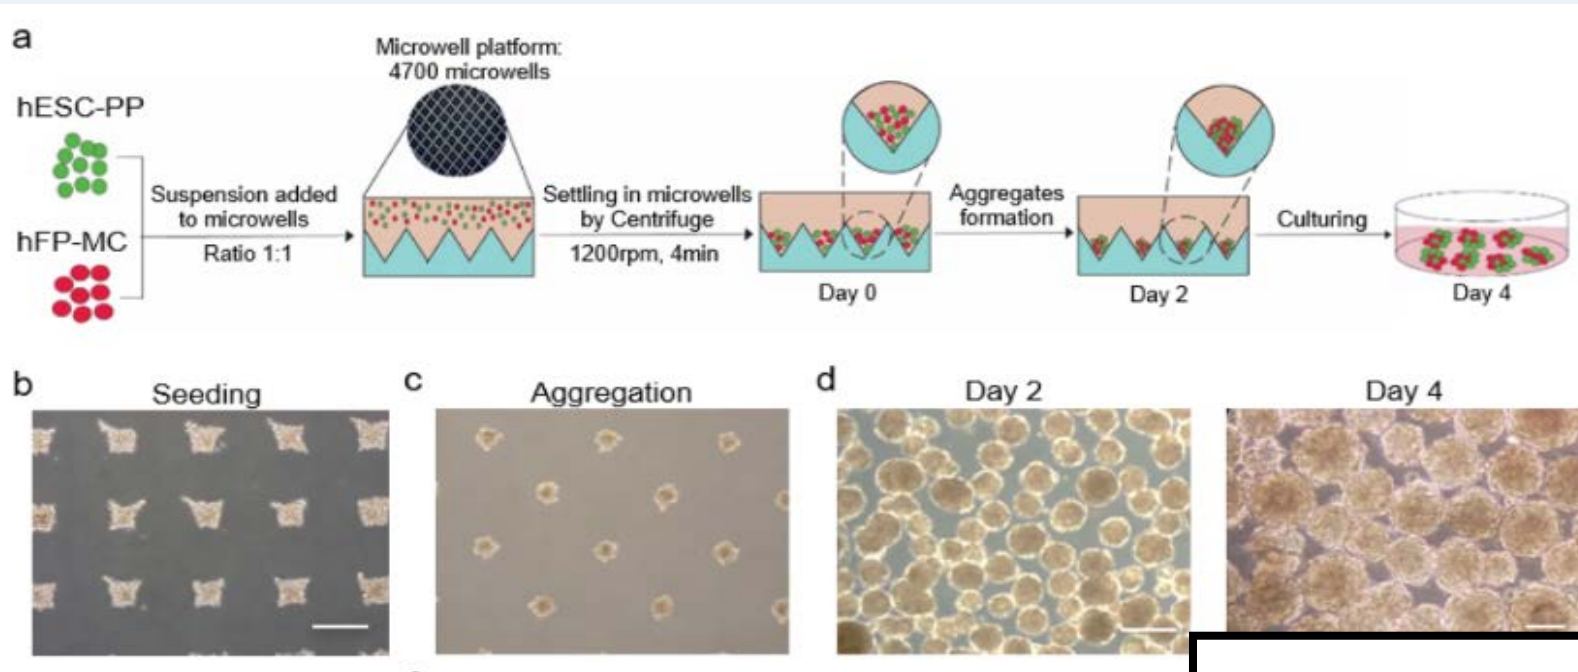 a
Microwell platform:
4700 microwells
hESC-PP
Suspension added
to microwells
Ratio 1:1
hFP-MC
Settling in microwells
by Centrifuge
1200rpm, 4min
Day 0
Aggregates
formation
Day 2
Culturing
Day 4
b
Seeding
c
Aggregation
d
Day 2
Day 4